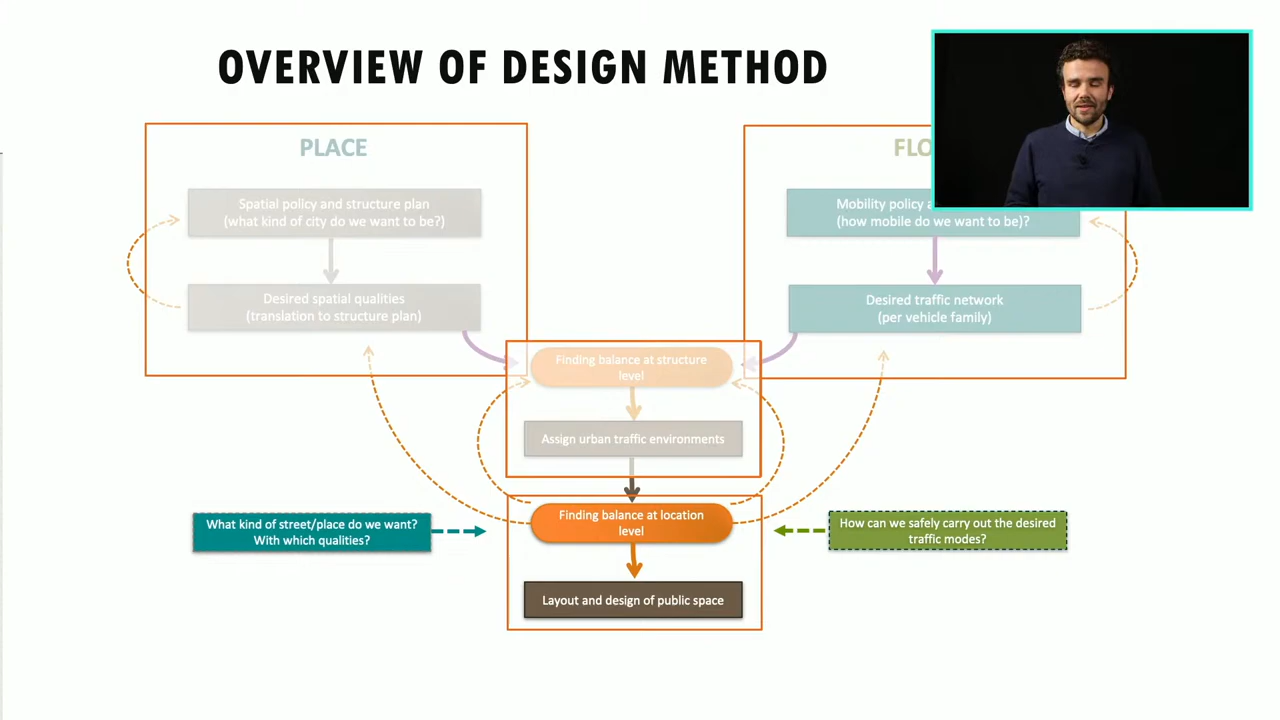 OVERVIEW OF DESIGN METHOD
PLACE
Spatial policy and structure plan
(what kind of city do we want to be?)
Desired spatial qualities
(translation to structure plan)
FLO
Mobility policy a
(how mobile do we want to be)?
Desired traffic network
(per vehicle family)
Finding balance at structure
level
Assign urban traffic environments
What kind of street/place do we want?
With which qualities?
Finding balance at location
level
How can we safely carry out the desired
traffic modes?
Layout and design of public space